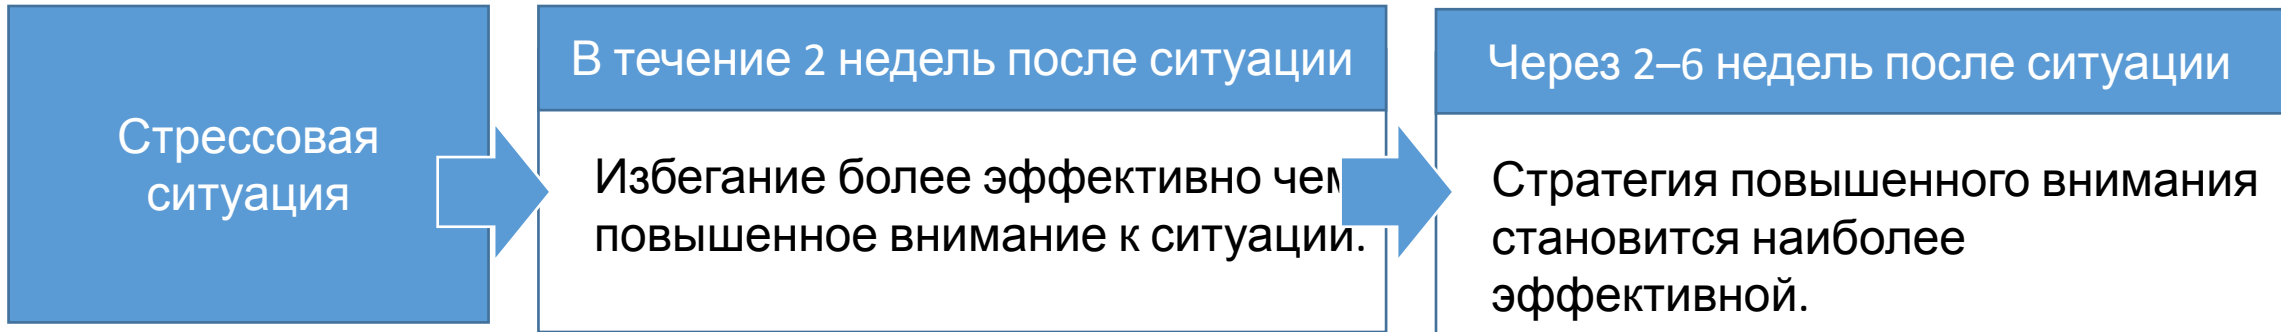 Стрессовая
ситуация
В течение 2 недель после ситуации
Избегание более эффективно чем
повышенное внимание к ситуации.
Через 2–6 недель после ситуации
Стратегия повышенного внимания
становится наиболее
эффективной.